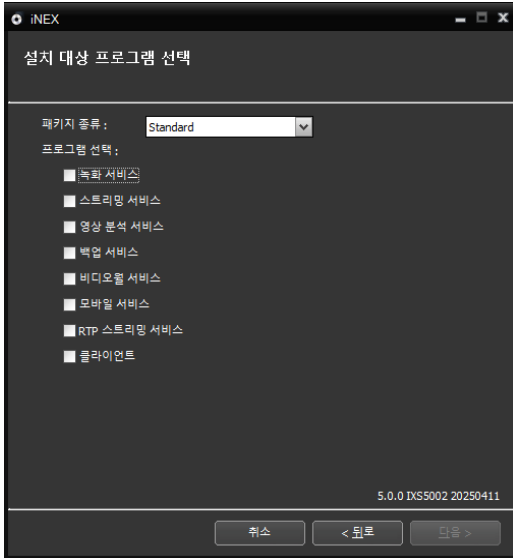 iNEX
설치 대상 프로그램 선택
패키지 종류 : Standard
프로그램 선택 :
녹화 서비스
스트리밍 서비스
영상 분석 서비스
백업 서비스
비디오월 서비스
모바일 서비스
RTP 스트리밍 서비스
클라이언트
5.0.0 IXS5002 20250411
취소 < 뒤로 다음 >